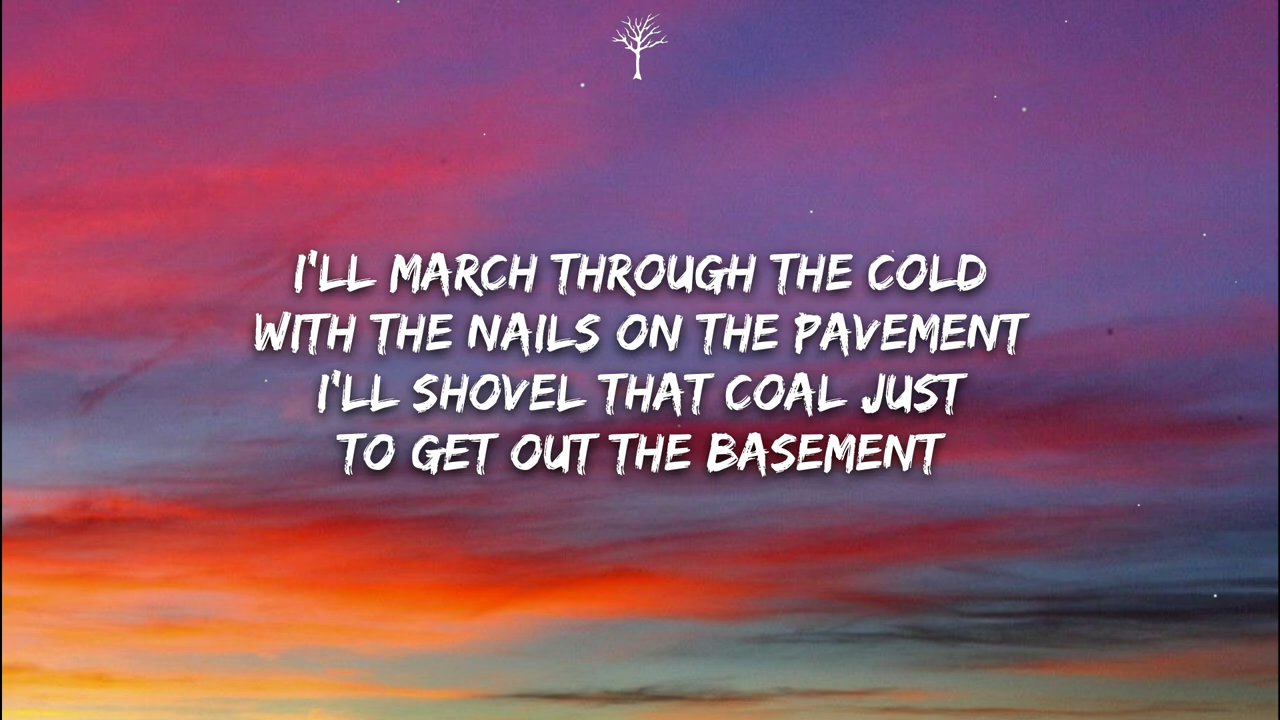 I'LL MARCH THROUGH THE COLD
WITH THE NAILS ON THE PAVEMENT
I'LL SHOVEL THAT COAL JUST
TO GET OUT THE BASEMENT